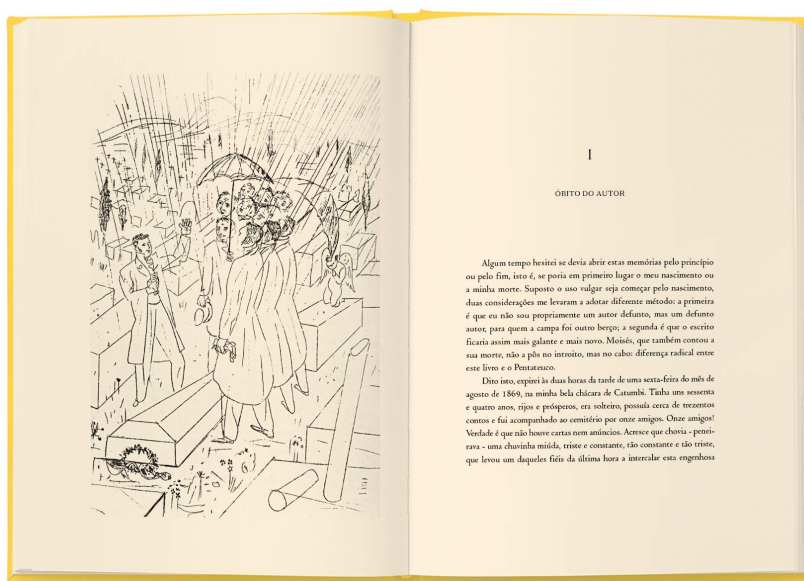 I
ÓBITO DO AUTOR
Algum tempo hesitei se devia abrir estas memórias pelo princípio
ou pelo fim, isto é, se poria em primeiro lugar o meu nascimento ou
a minha morte. Suposto o uso vulgar seja começar pelo nascimento,
duas considerações me levaram a adotar diferente método: a primeira
é que eu não sou propriamente um autor defunto, mas um defunto
autor, para quem a campa foi outro berço; a segunda é que o escrito
ficaria assim mais galante e mais novo. Moisés, que também contou a
sua morte, não a pôs no introito, mas no cabo: diferença radical entre
este livro e o Pentateuco.
Dito isto, expirei às duas horas da tarde de uma sexta-feira do mês de
agosto de 1869, na minha bela chácara de Catumbi. Tinha uns sessenta
e quatro anos, rijos e prósperos, era solteiro, possuía cerca de trezentos
contos e fui acompanhado ao cemitério por onze amigos. Onze amigos!
Verdade é que não houve cartas nem anúncios. Acresce que chovia - penei-
rava - uma chuvinha miúda, triste e constante, tão constante e tão triste,
que levou um daqueles fiéis da última hora a intercalar esta engenhosa